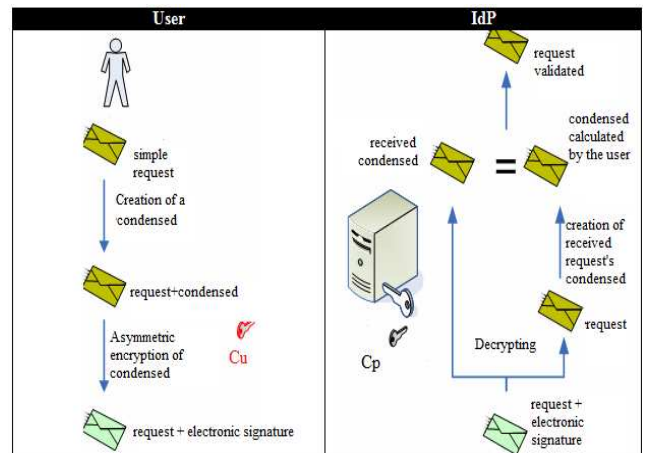 User
simple
request
Creation of a
condensed
request+condensed
Asymmetric
encryption of
condensed
Cu
request + electronic signature
IdP
request
validated
received
condensed
=
condensed
calculated
by the user
creation of
received
request's
condensed
request
Decrypting
Cp
request +
electronic
signature